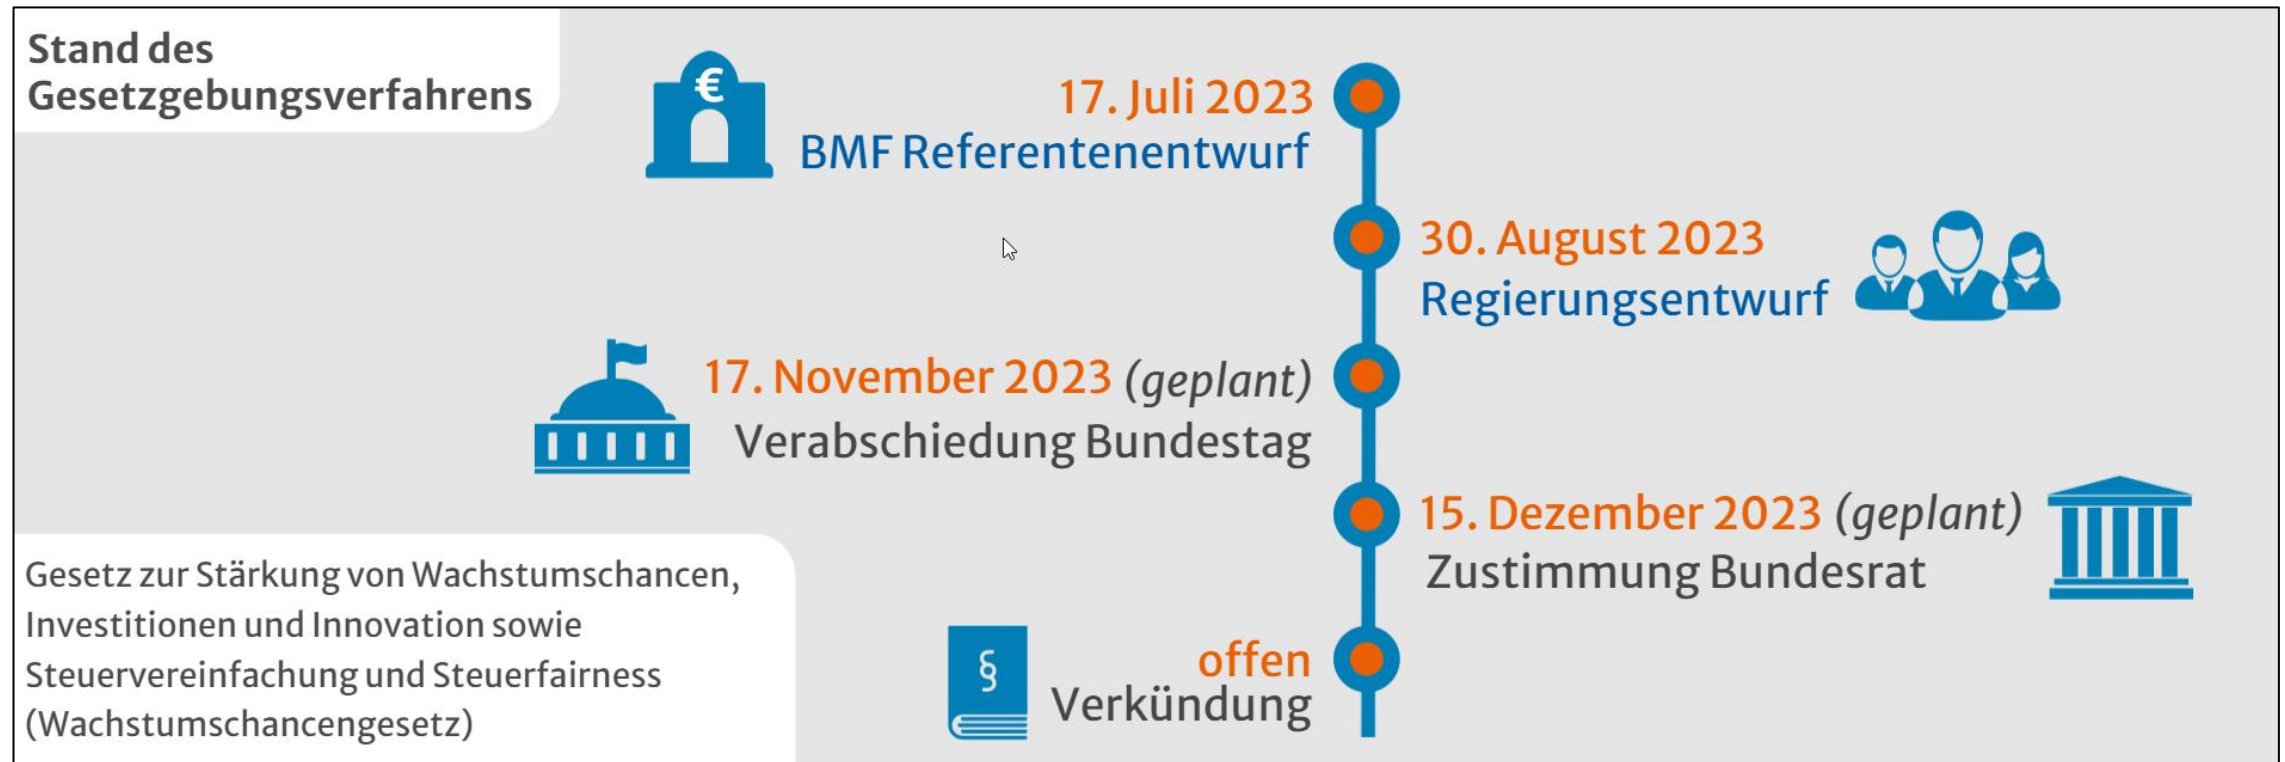 Stand des
Gesetzgebungsverfahrens
€
17. Juli 2023
BMF Referentenentwurf
30. August 2023
Regierungsentwurf
17. November 2023 (geplant)
Verabschiedung Bundestag
15. Dezember 2023 (geplant)
Zustimmung Bundesrat
§
offen
Verkündung
Gesetz zur Stärkung von Wachstumschancen,
Investitionen und Innovation sowie
Steuervereinfachung und Steuerfairness
(Wachstumschancengesetz)